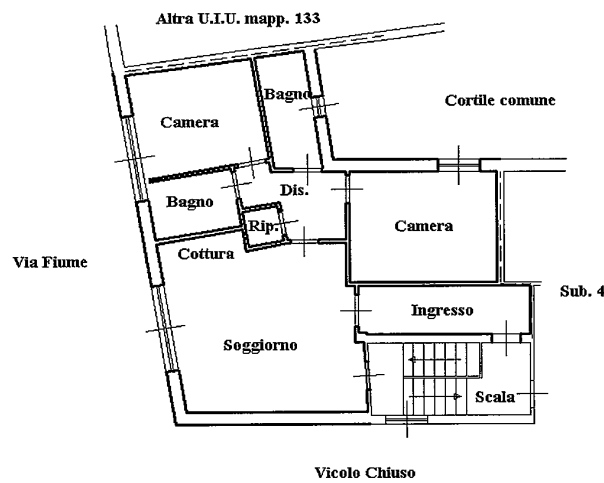 Altra U.I.U. mapp. 133
Bagno
Cortile comune
Camera
Dis.
Bagno
Rip.
Camera
Cottura
Via Fiume
Sub. 4
Ingresso
Soggiorno
Scala
Vicolo Chiuso